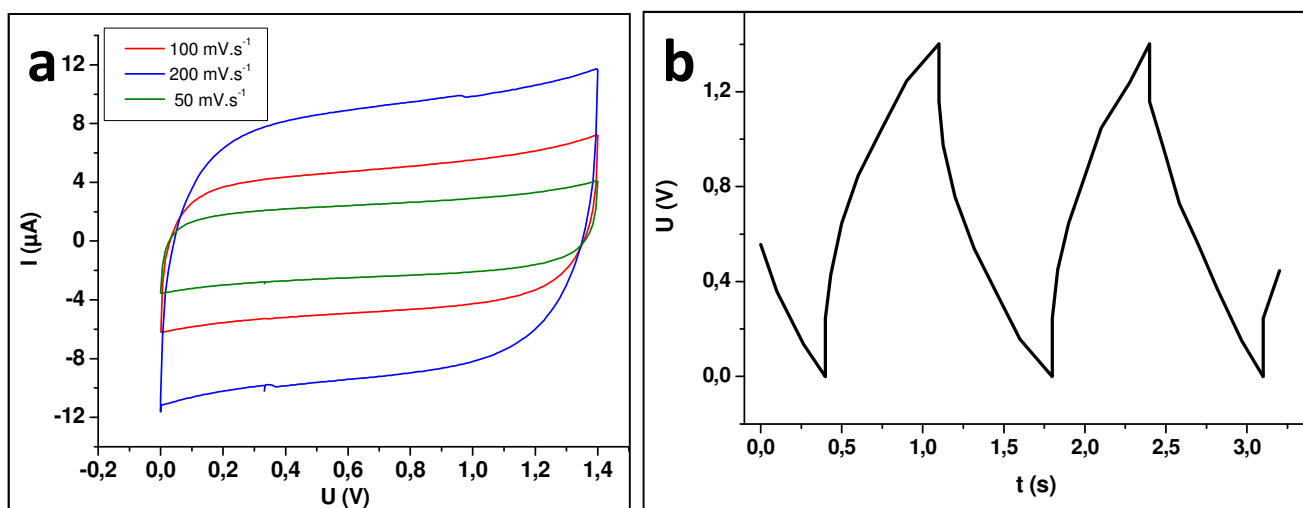 a
100 mV.s⁻¹
200 mV.s⁻¹
50 mV.s⁻¹
12
8
4
0
-4
-8
-12
I (µA)
-0,2 0,0 0,2 0,4 0,6 0,8 1,0 1,2 1,4
U (V)
b
1,2
0,8
0,4
0,0
U (V)
0,0 0,5 1,0 1,5 2,0 2,5 3,0
t (s)